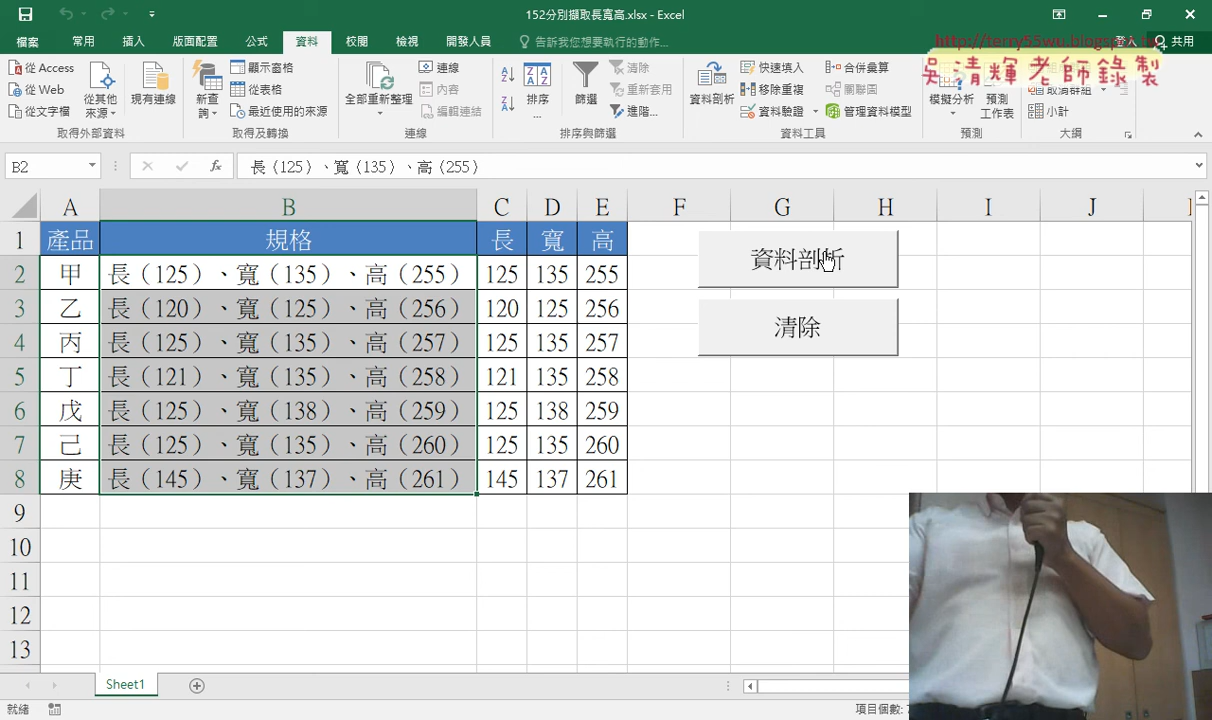 152分別擷取長寬高.xlsx - Excel
檔案 常用 插入 版面配置 公式 資料 校閱 檢視 開發人員 告訴我您想要執行的動作... 登入 共用
http://terry55wu.blogspot.tw
吳清輝老師錄製
從 Access
從 Web
從文字檔
從其他來源
現有連線
取得外部資料
新查詢
顯示查詢
從表格
最近使用的來源
取得及轉換
全部重新整理
連線
內容
編輯連結
連線
排序
篩選
清除
重新套用
進階...
排序與篩選
資料剖析
快速填入
移除重複
資料驗證
合併彙算
關聯圖
管理資料模型
資料工具
模擬分析
預測工作表
預測
取消群組
小計
大綱
B2 fx 長（125）、寬（135）、高（255）
A B C D E F G H I J
1 產品 規格 長 寬 高
2 甲 長（125）、寬（135）、高（255） 125 135 255
3 乙 長（120）、寬（125）、高（256） 120 125 256
4 丙 長（125）、寬（135）、高（257） 125 135 257
5 丁 長（121）、寬（135）、高（258） 121 135 258
6 戊 長（125）、寬（138）、高（259） 125 138 259
7 己 長（125）、寬（135）、高（260） 125 135 260
8 庚 長（145）、寬（137）、高（261） 145 137 261
9
10
11
12
13
資料剖析
清除
Sheet1
就緒 項目個數: